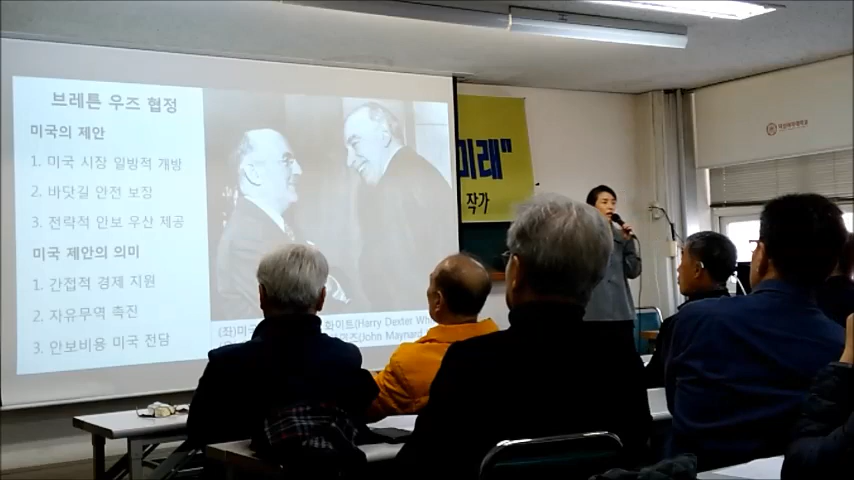 브레튼 우즈 협정
미국의 제안
1. 미국 시장 일방적 개방
2. 바닷길 안전 보장
3. 전략적 안보 우산 제공
미국 제안의 의미
1. 간접적 경제 지원
2. 자유무역 촉진
3. 안보비용 미국 전담
(좌)미국 화이트(Harry Dexter Wh
(John Maynard
미래"
작가